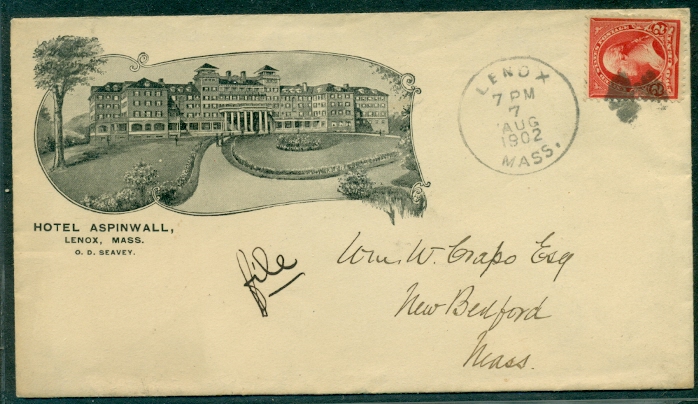 HOTEL ASPINWALL,
LENOX, MASS.
O. D. SEAVEY.
LENOX
7 PM
7
AUG
1902
MASS.
file
Wm. W. Crapo Esq
New Bedford
Mass.